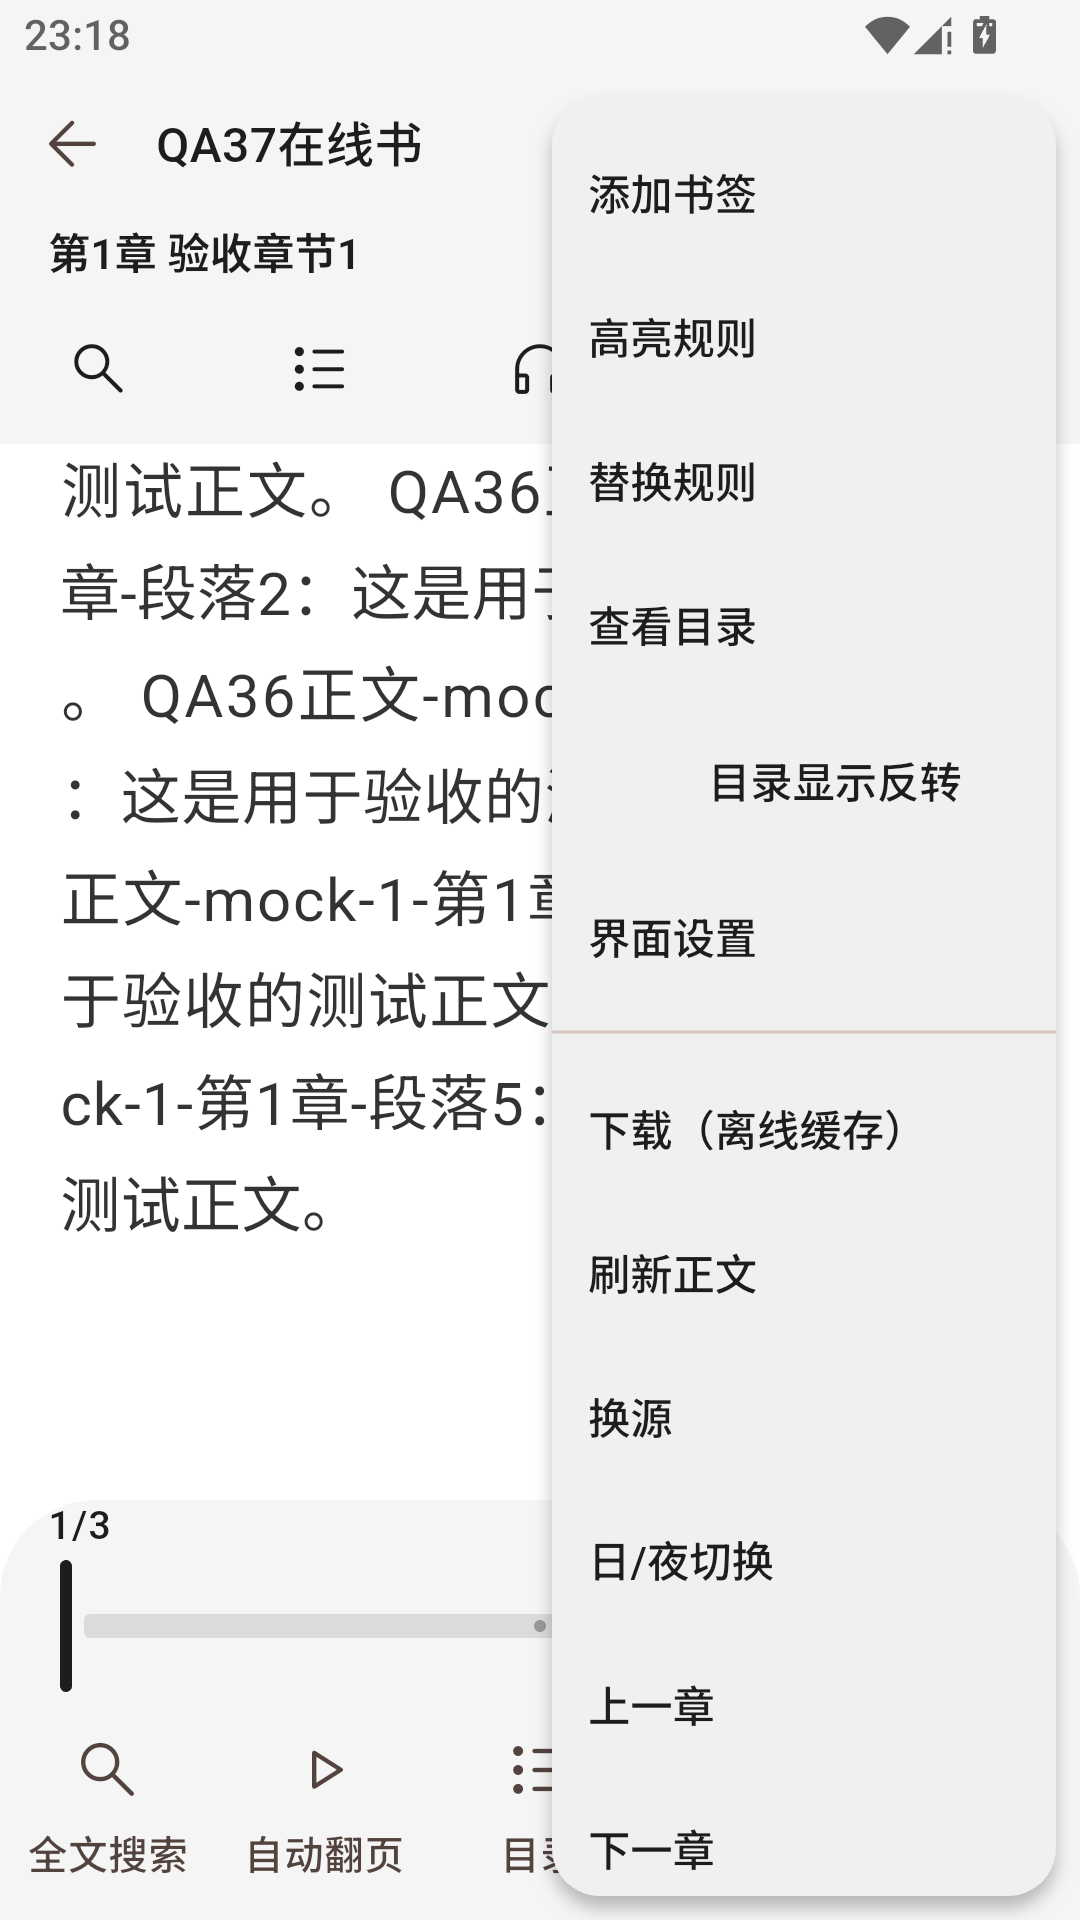 23:18
QA37在线书
第1章 验收章节1
测试正文。 QA36
章-段落2：这是用于
。 QA36正文-moc
：这是用于验收的
正文-mock-1-第1章
于验收的测试正文
ck-1-第1章-段落5：
测试正文。
1/3
全文搜索
自动翻页
目录
添加书签
高亮规则
替换规则
查看目录
目录显示反转
界面设置
下载（离线缓存）
刷新正文
换源
日/夜切换
上一章
下一章